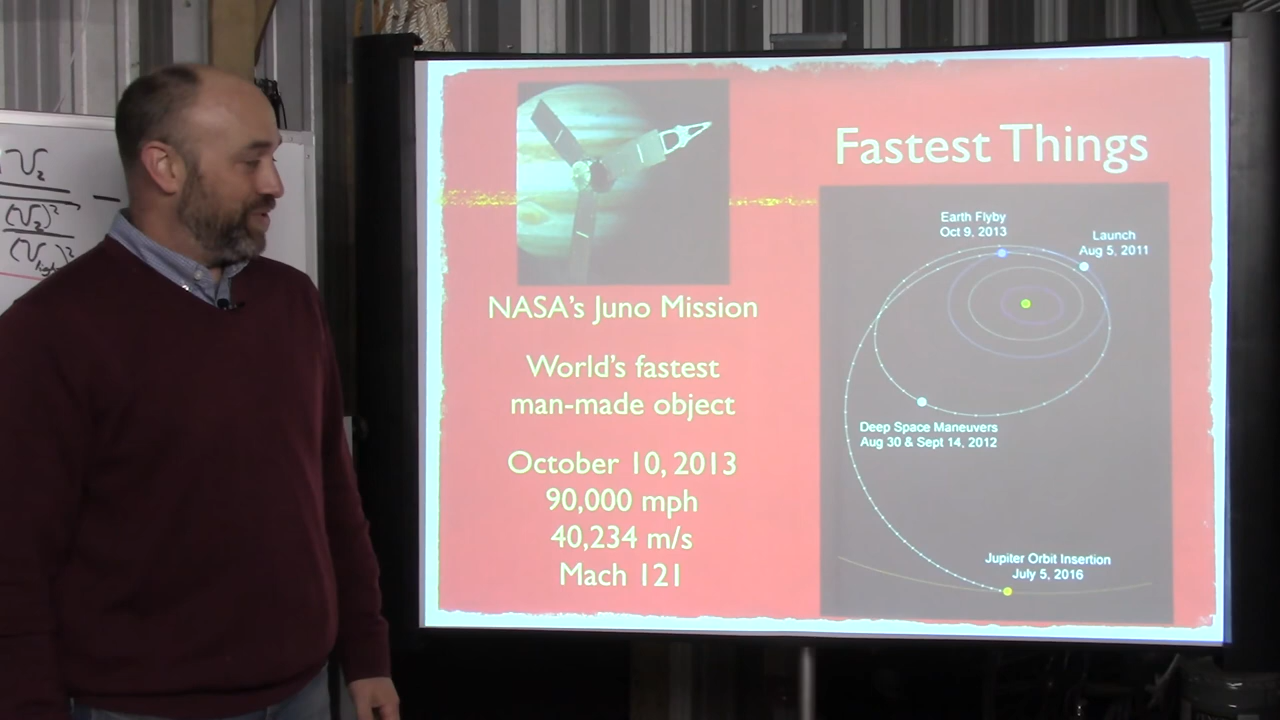 Fastest Things
NASA's Juno Mission
World's fastest
man-made object
October 10, 2013
90,000 mph
40,234 m/s
Mach 121
Earth Flyby
Oct 9, 2013
Launch
Aug 5, 2011
Deep Space Maneuvers
Aug 30 & Sept 14, 2012
Jupiter Orbit Insertion
July 5, 2016